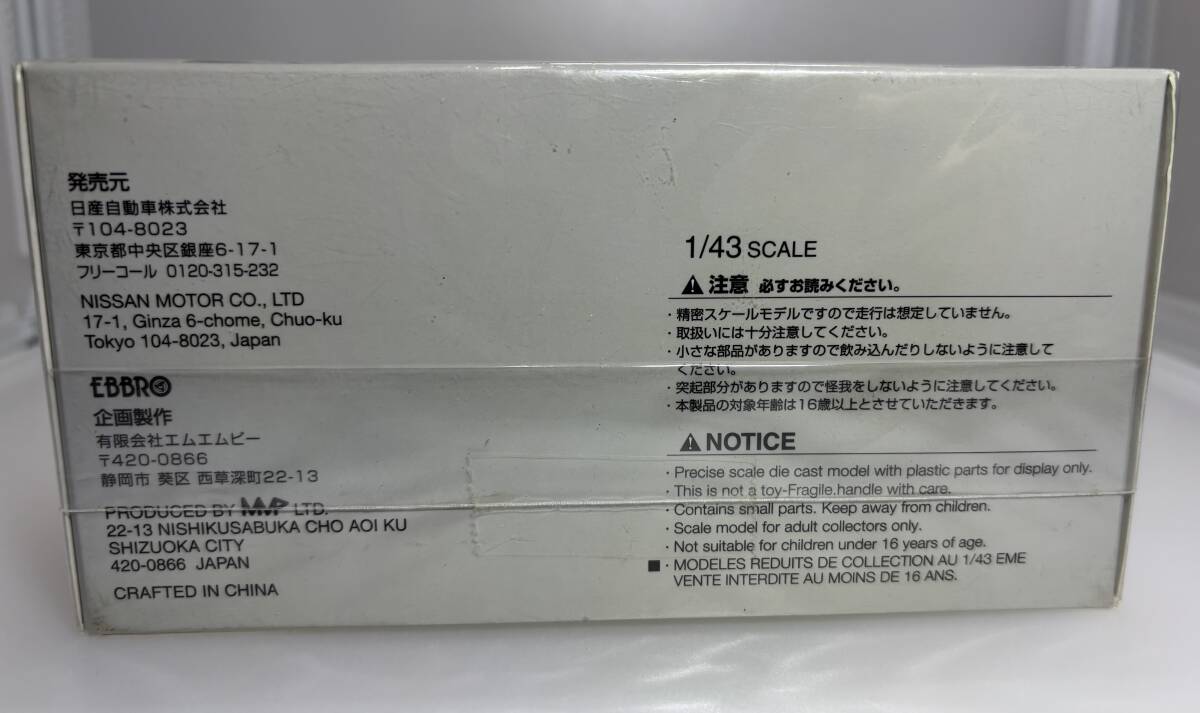 発売元
日産自動車株式会社
〒104-8023
東京都中央区銀座6-17-1
フリーコール 0120-315-232
NISSAN MOTOR CO., LTD
17-1, Ginza 6-chome, Chuo-ku
Tokyo 104-8023, Japan
EBBRO
企画製作
有限会社エムエムピー
〒420-0866
静岡市 葵区 西草深町22-13
PRODUCED BY MMP LTD.
22-13 NISHIKUSABUKA CHO AOI KU
SHIZUOKA CITY
420-0866 JAPAN
CRAFTED IN CHINA
1/43 SCALE
注意 必ずお読みください。
・精密スケールモデルですので走行は想定していません。
・取扱いには十分注意してください。
・小さな部品がありますので飲み込んだりしないように注意して
ください。
・突起部分がありますので怪我をしないように注意してください。
・本製品の対象年齢は16歳以上とさせていただきます。
NOTICE
・Precise scale die cast model with plastic parts for display only.
・This is not a toy-Fragile.handle with care.
・Contains small parts. Keep away from children.
・Scale model for adult collectors only.
・Not suitable for children under 16 years of age.
■・MODELES REDUITS DE COLLECTION AU 1/43 EME
VENTE INTERDITE AU MOINS DE 16 ANS.